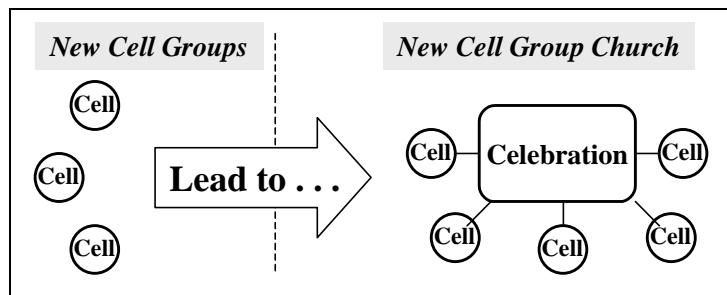 New Cell Groups
New Cell Group Church
Cell
Cell
Cell
Lead to . . .
Celebration
Cell
Cell
Cell
Cell
Cell